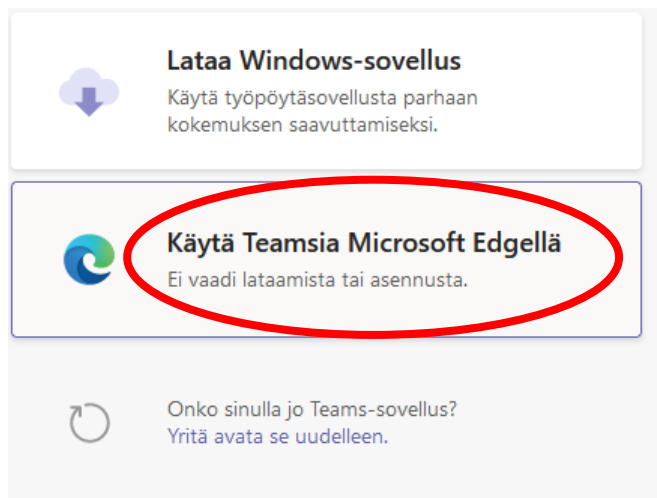 Lataa Windows-sovellus
Käytä työpöytäsovellusta parhaan
kokemuksen saavuttamiseksi.
Käytä Teamsia Microsoft Edgellä
Ei vaadi lataamista tai asennusta.
Onko sinulla jo Teams-sovellus?
Yritä avata se uudelleen.